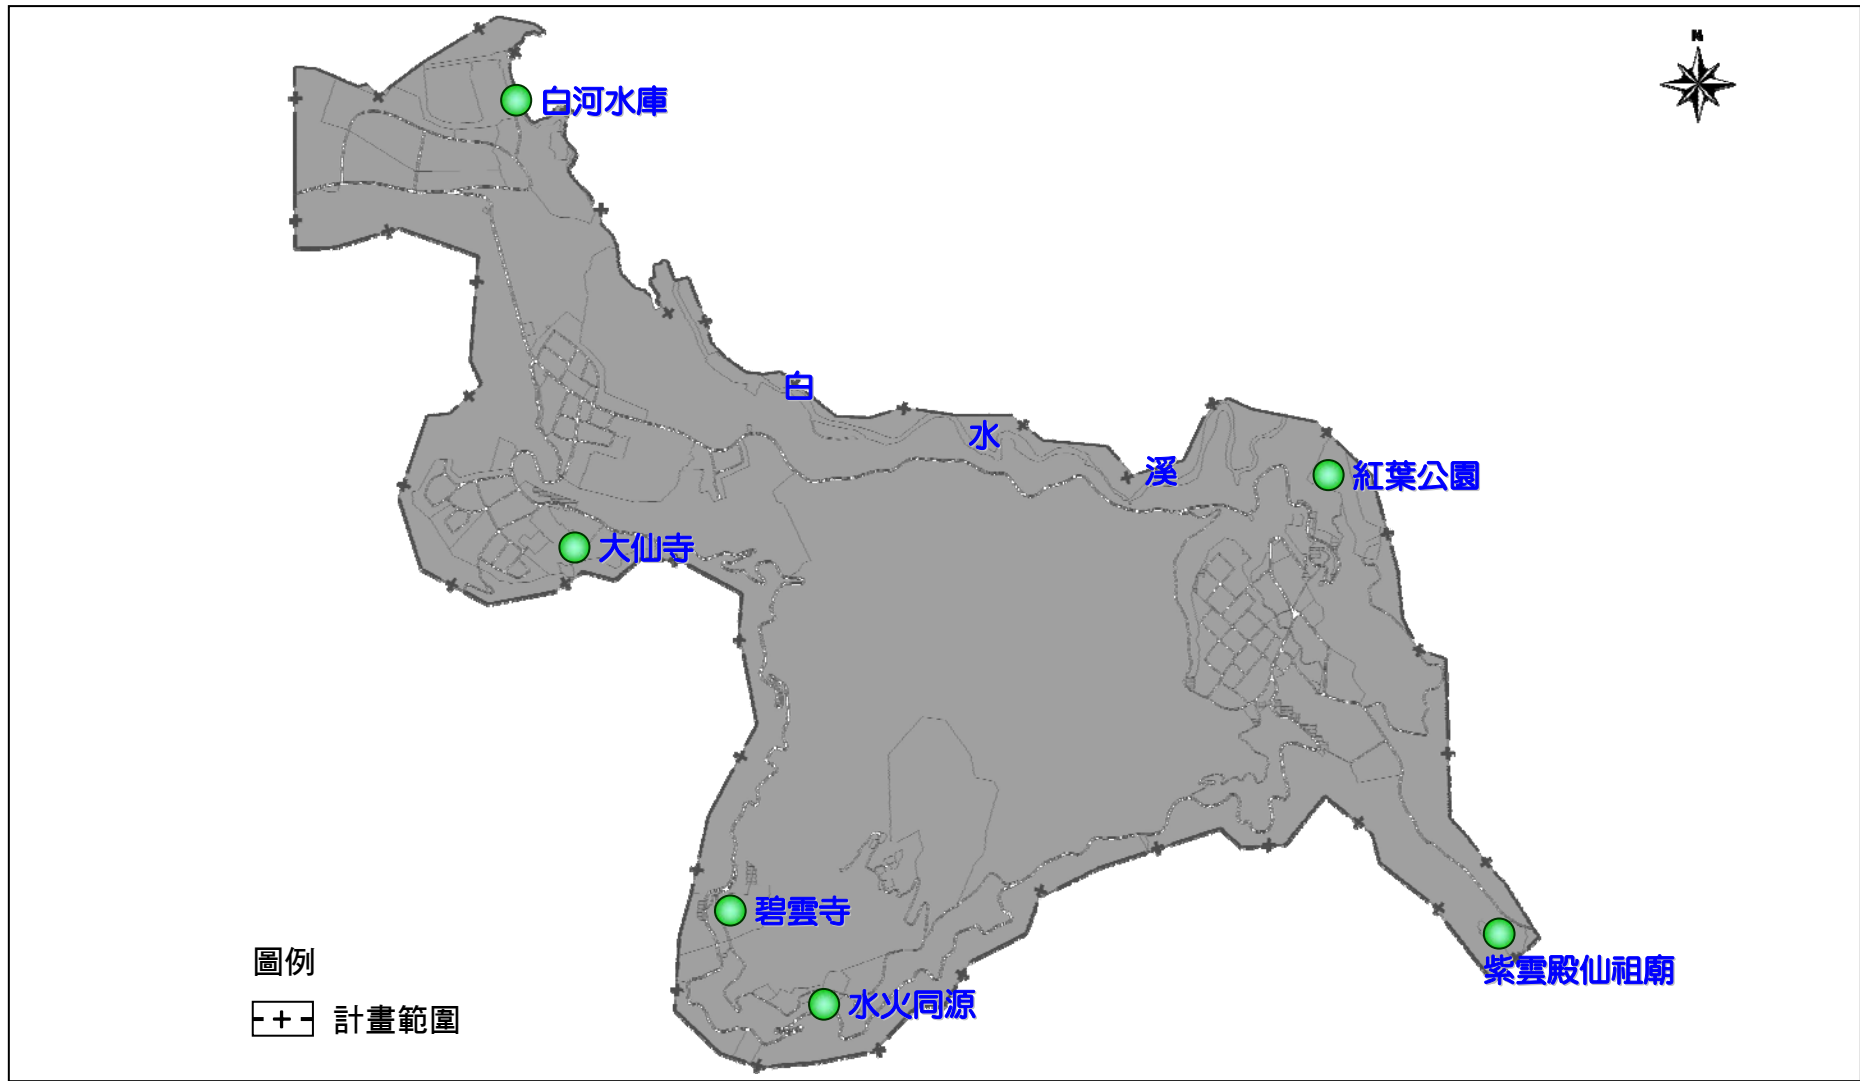 N
白河水庫
白
水
溪
紅葉公園
大仙寺
碧雲寺
紫雲殿仙祖廟
水火同源
圖例
計畫範圍